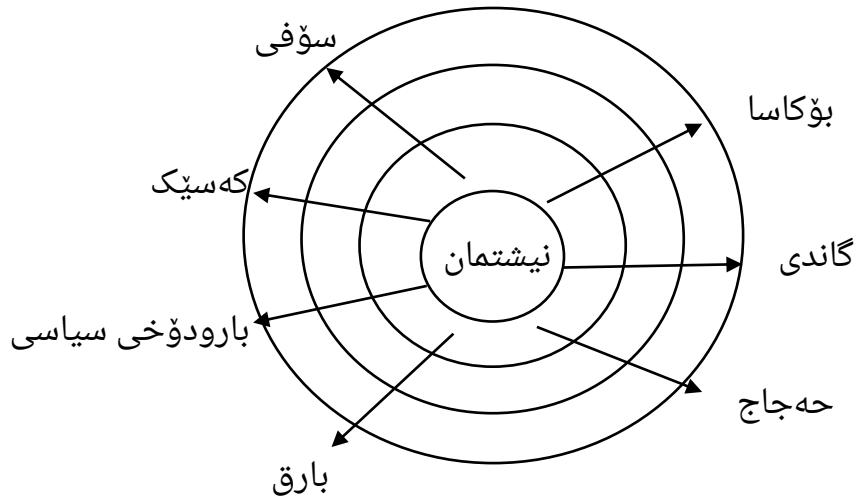 سۆفی
بۆکاسا
کەسێک
نیشتمان
گاندی
بارودۆخی سیاسی
حەجاج
بارق